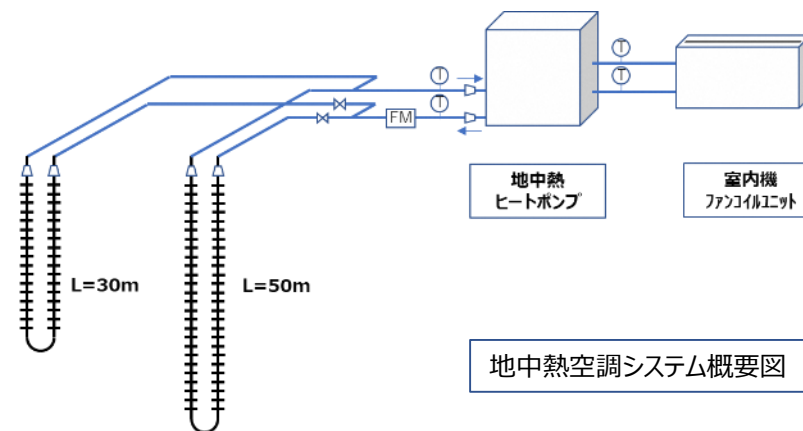 T
T
T
T
FM
地中熱
ヒートポンプ
室内機
ファンコイルユニット
L=30m
L=50m
地中熱空調システム概要図